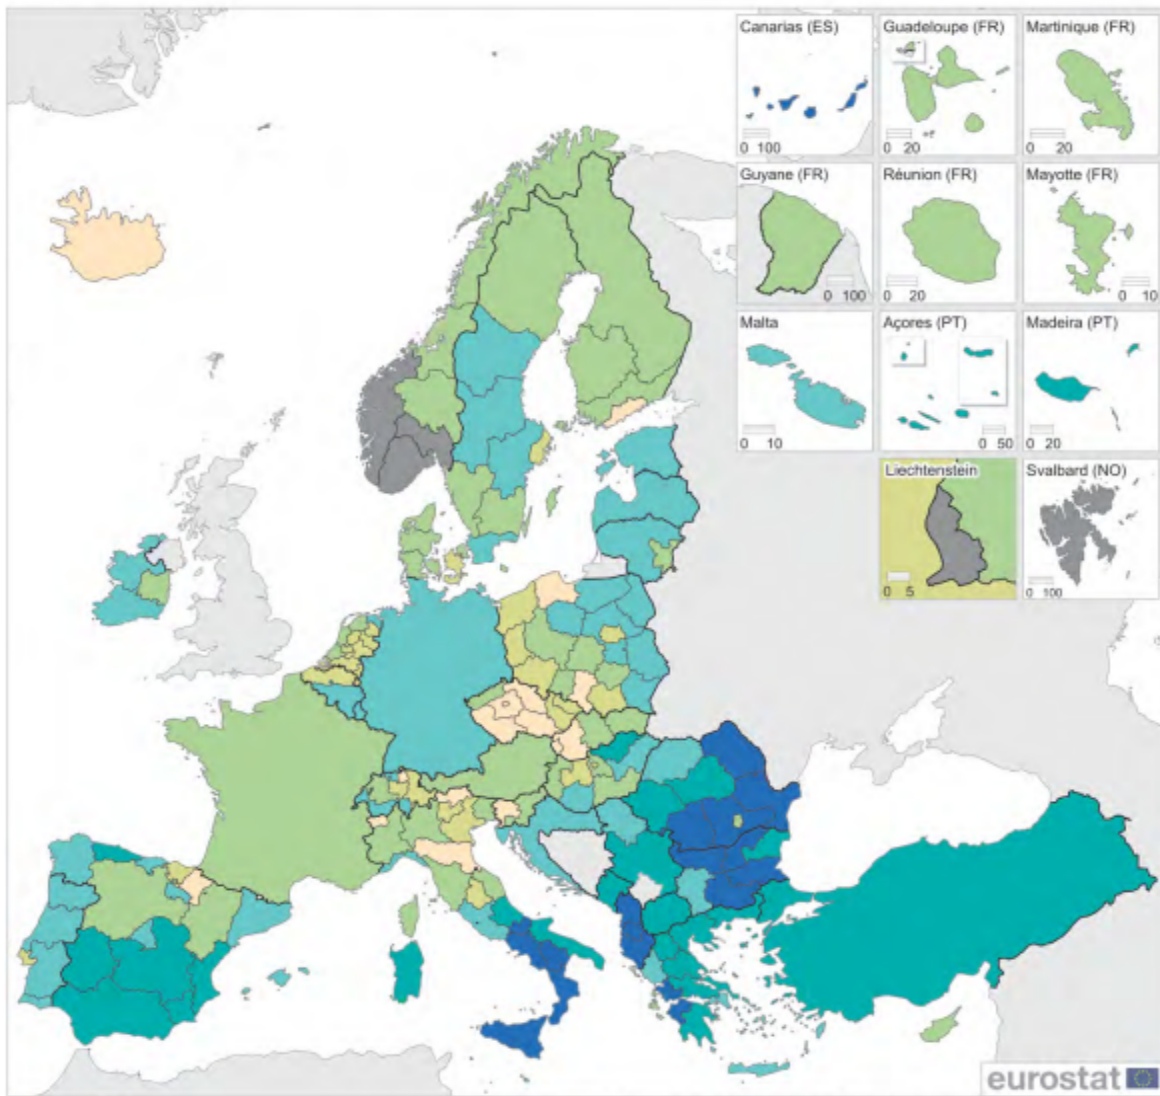 Canarias (ES)
0 100
Guadeloupe (FR)
0 20
Martinique (FR)
0 20
Guyane (FR)
0 100
Réunion (FR)
0 20
Mayotte (FR)
0 10
Malta
0 10
Açores (PT)
0 50
Madeira (PT)
0 20
Liechtenstein
0 5
Svalbard (NO)
0 100
eurostat